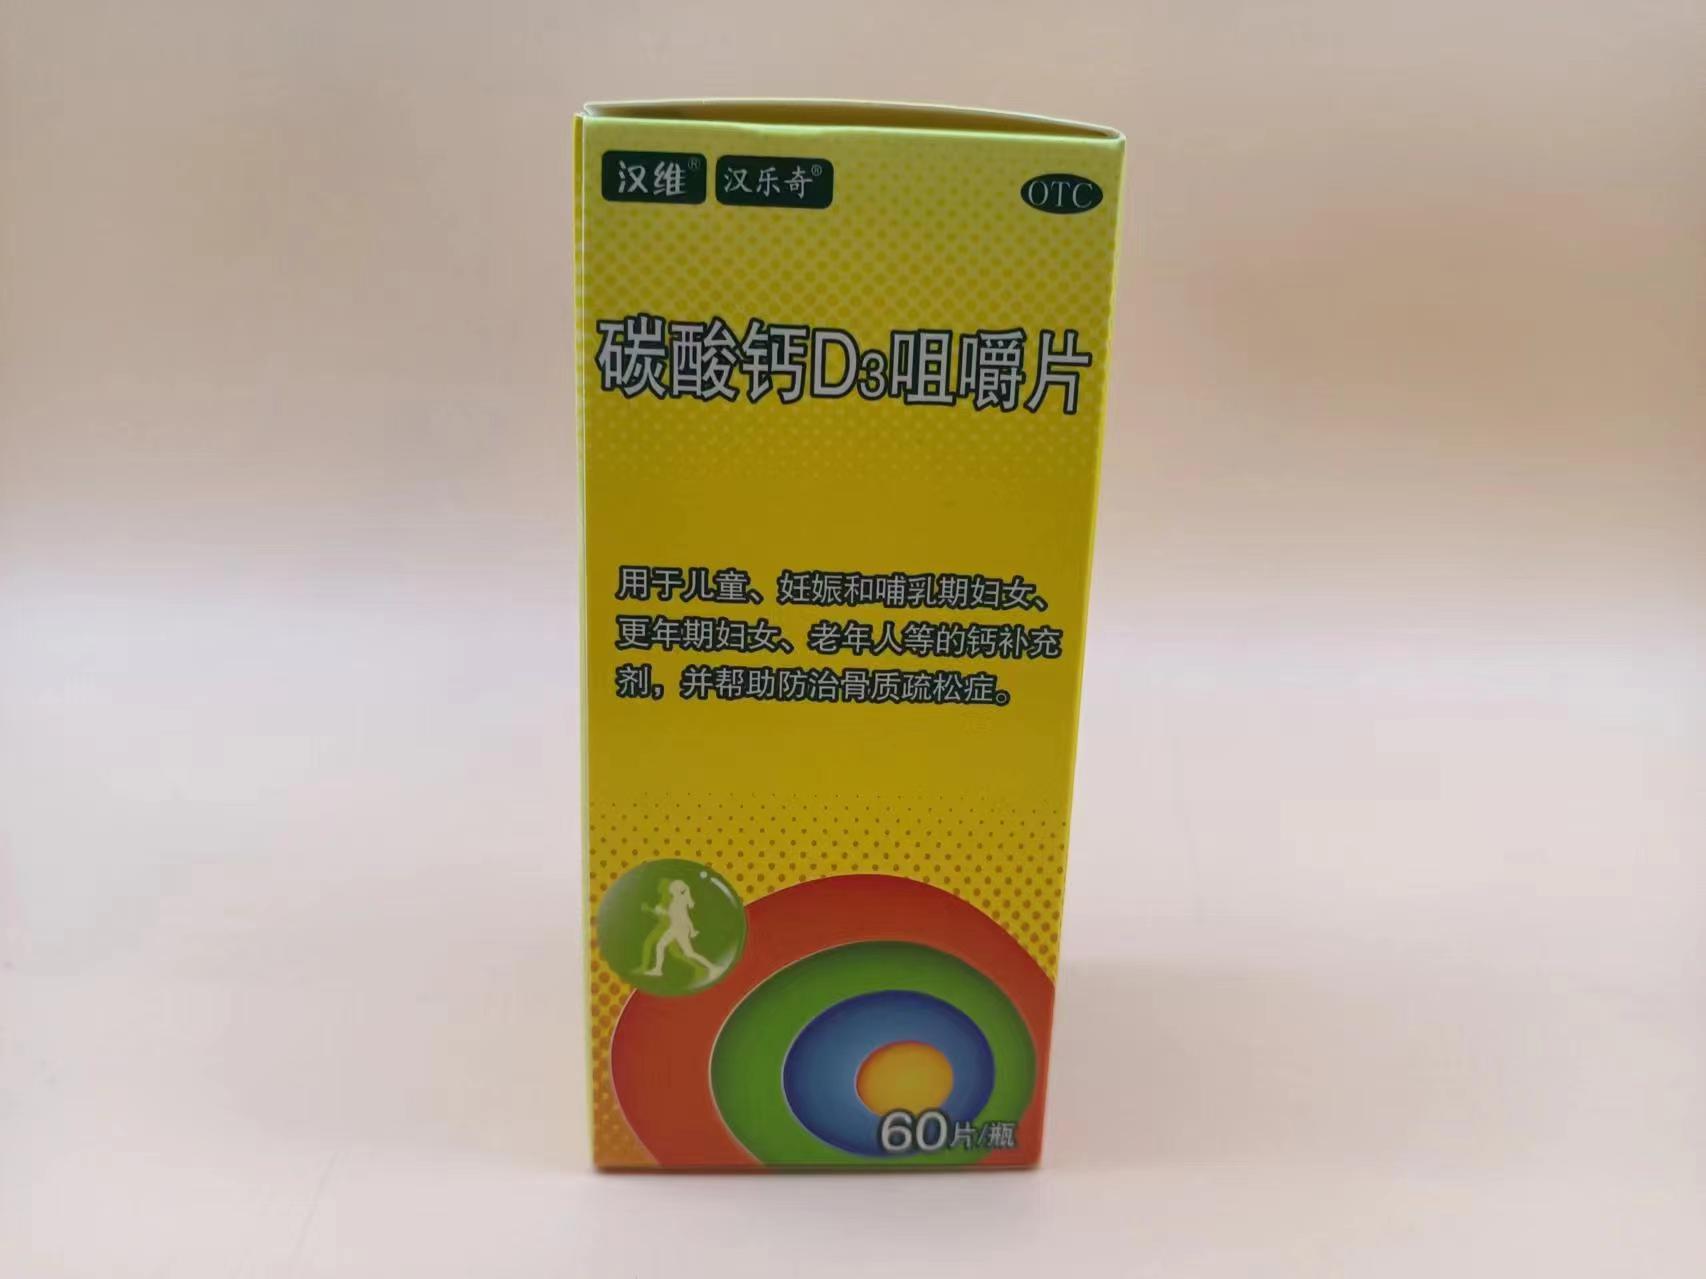 汉维® 汉乐奇® OTC
碳酸钙D3咀嚼片
用于儿童、妊娠和哺乳期妇女、
更年期妇女、老年人等的钙补充
剂，并帮助防治骨质疏松症。
60片/瓶